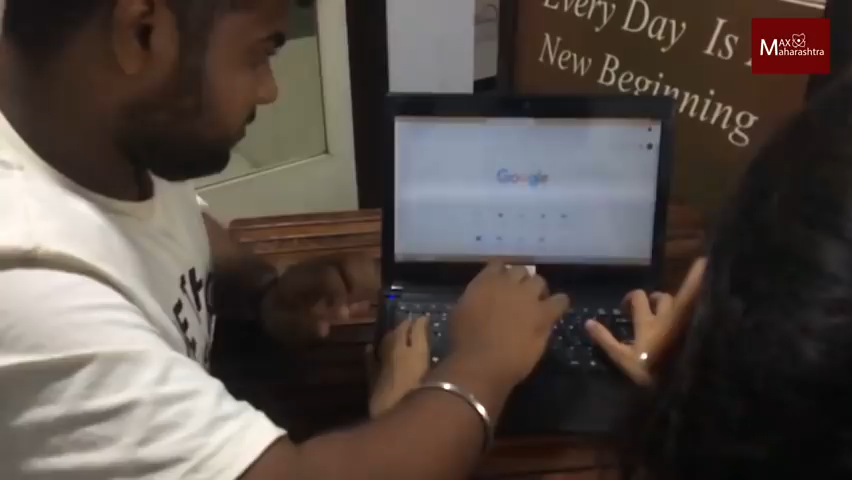 Every Day Is
New Beginning
MAX
Maharashtra
Google